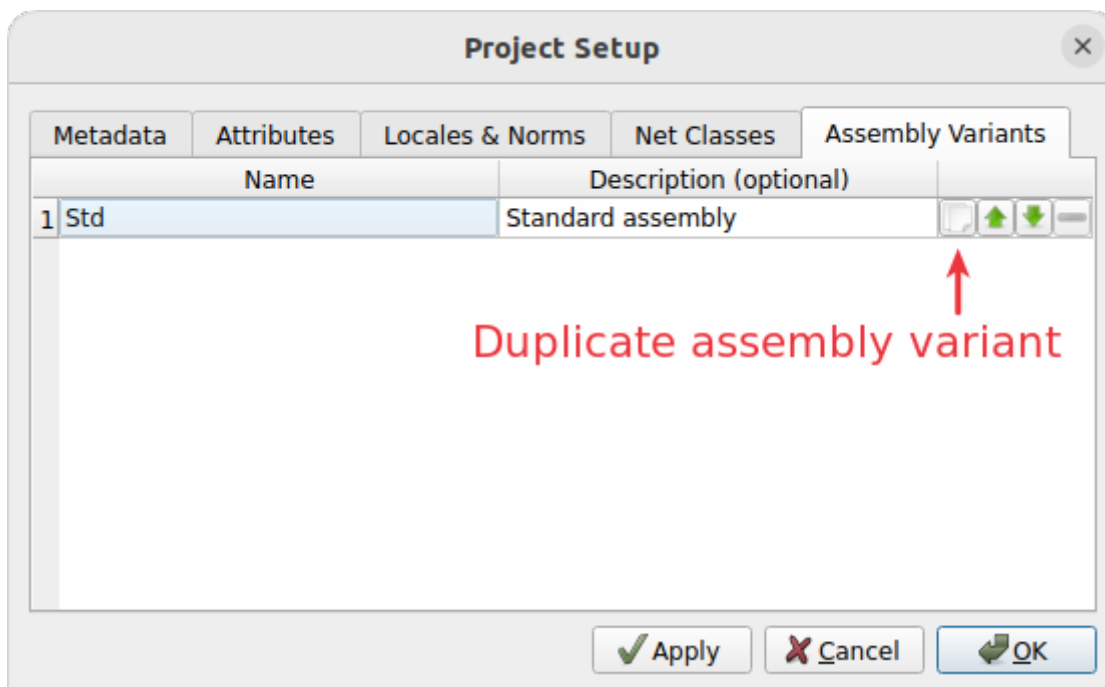 Project Setup
Metadata Attributes Locales & Norms Net Classes Assembly Variants
Name Description (optional)
1 Std Standard assembly
Duplicate assembly variant
Apply Cancel OK